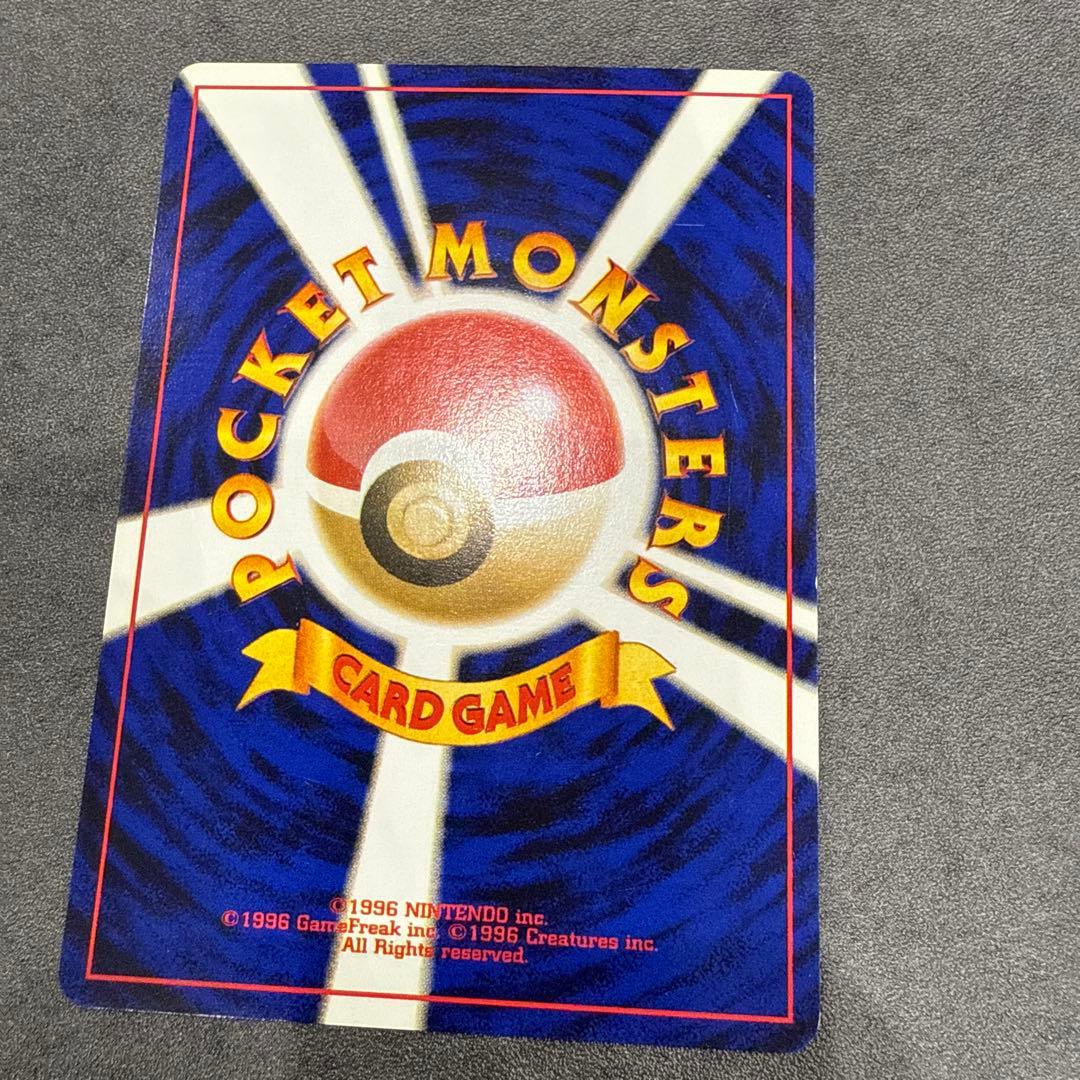 POCKET MONSTERS
CARD GAME
©1996 NINTENDO inc.
©1996 GameFreak inc. ©1996 Creatures inc.
All Rights reserved.